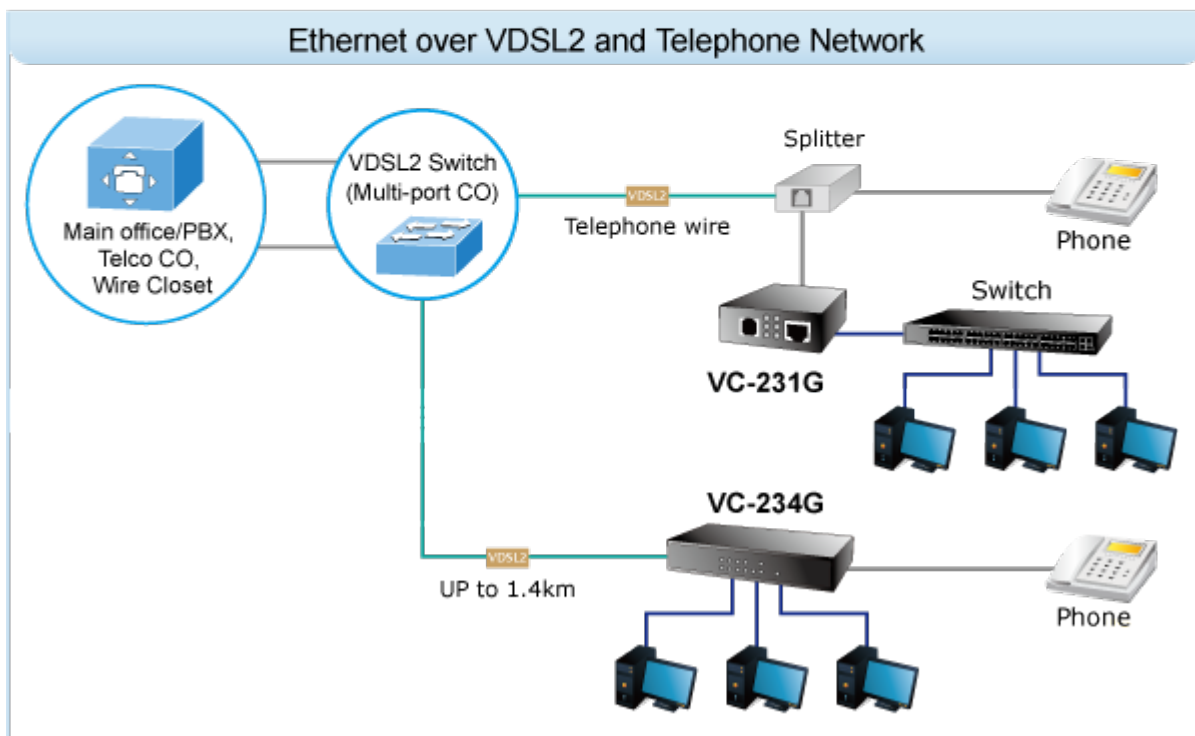 Ethernet over VDSL2 and Telephone Network
Main office/PBX,
Telco CO,
Wire Closet
VDSL2 Switch
(Multi-port CO)
VDSL2
Telephone wire
Splitter
Phone
Switch
VC-231G
VC-234G
VDSL2
UP to 1.4km
Phone